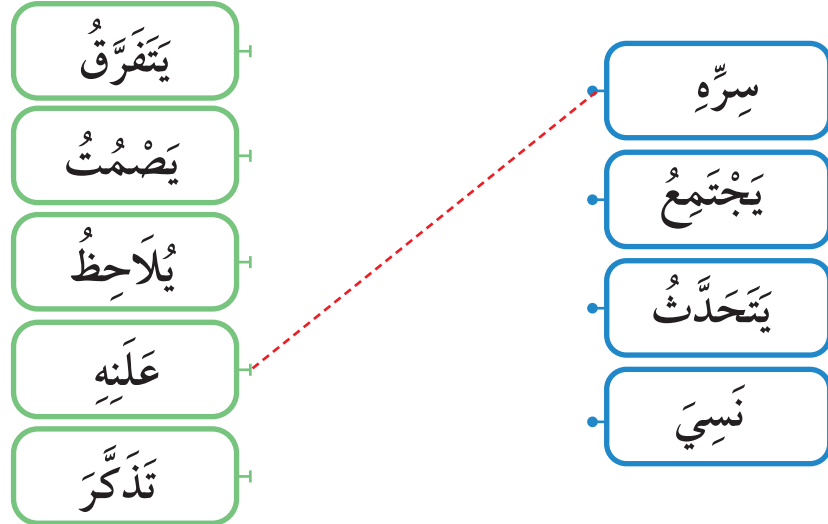 سِرِّهِ
يَجْتَمِعُ
يَتَحَدَّثُ
نَسِيَ
يَتَفَرَّقُ
يَصْمُتُ
يُلَاحِظُ
عَلَنِهِ
تَذَكَّرَ